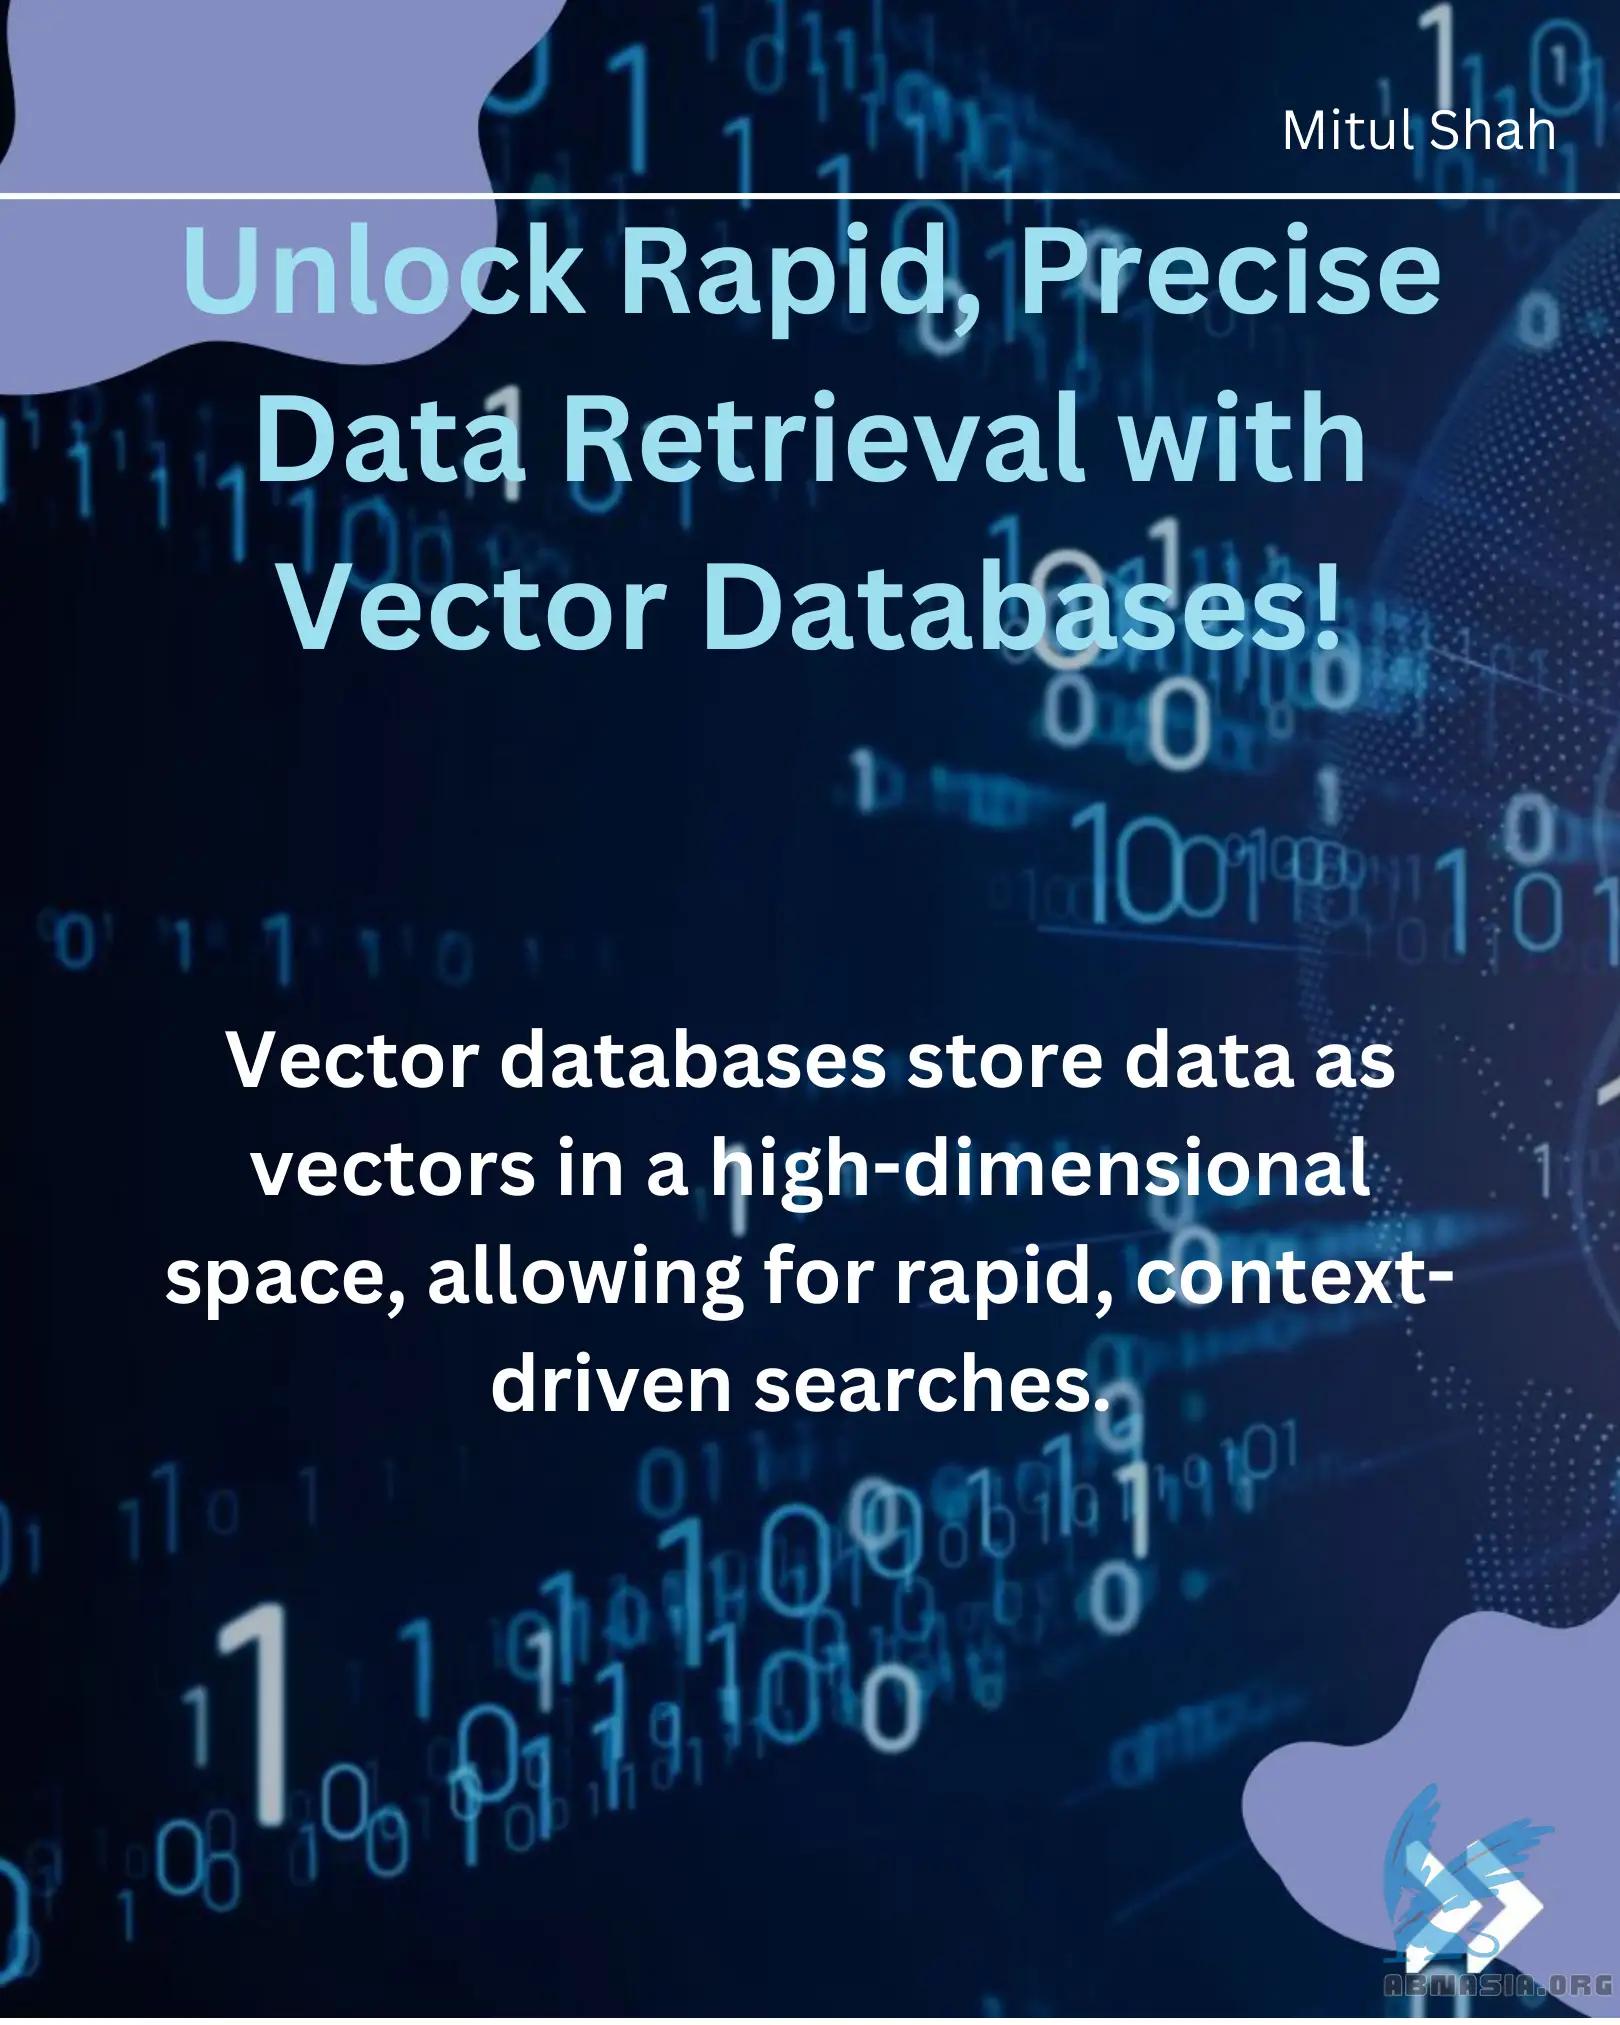 Mitul Shah
Unlock Rapid, Precise
Data Retrieval with
Vector Databases!
Vector databases store data as
vectors in a high-dimensional
space, allowing for rapid, context-
driven searches.
ABNASIA.ORG